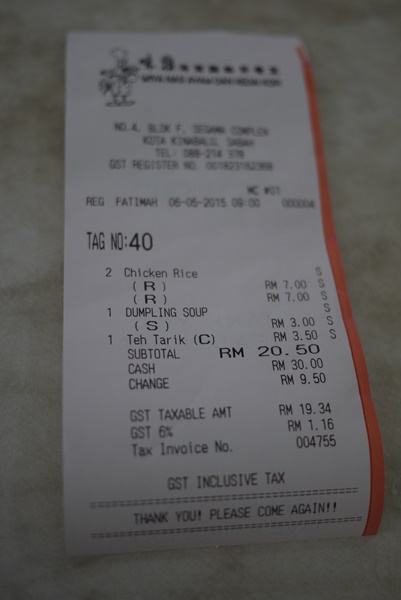 NO.4, BLOK F, SEGAMA COMPLEX
KOTA KINABALU, SABAH
TEL: 088-214 378
GST REGISTER NO:
MC #01
REG FATIMAH 06-05-2015 09:00 000004
TAG NO:40
2 Chicken Rice S
(R) RM 7.00 S
(R) RM 7.00 S
1 DUMPLING SOUP S
(S) RM 3.00 S
1 Teh Tarik (C) RM 3.50 S
SUBTOTAL RM 20.50
CASH RM 30.00
CHANGE RM 9.50
GST TAXABLE AMT RM 19.34
GST 6% RM 1.16
Tax Invoice No. 004755
GST INCLUSIVE TAX
THANK YOU! PLEASE COME AGAIN!!